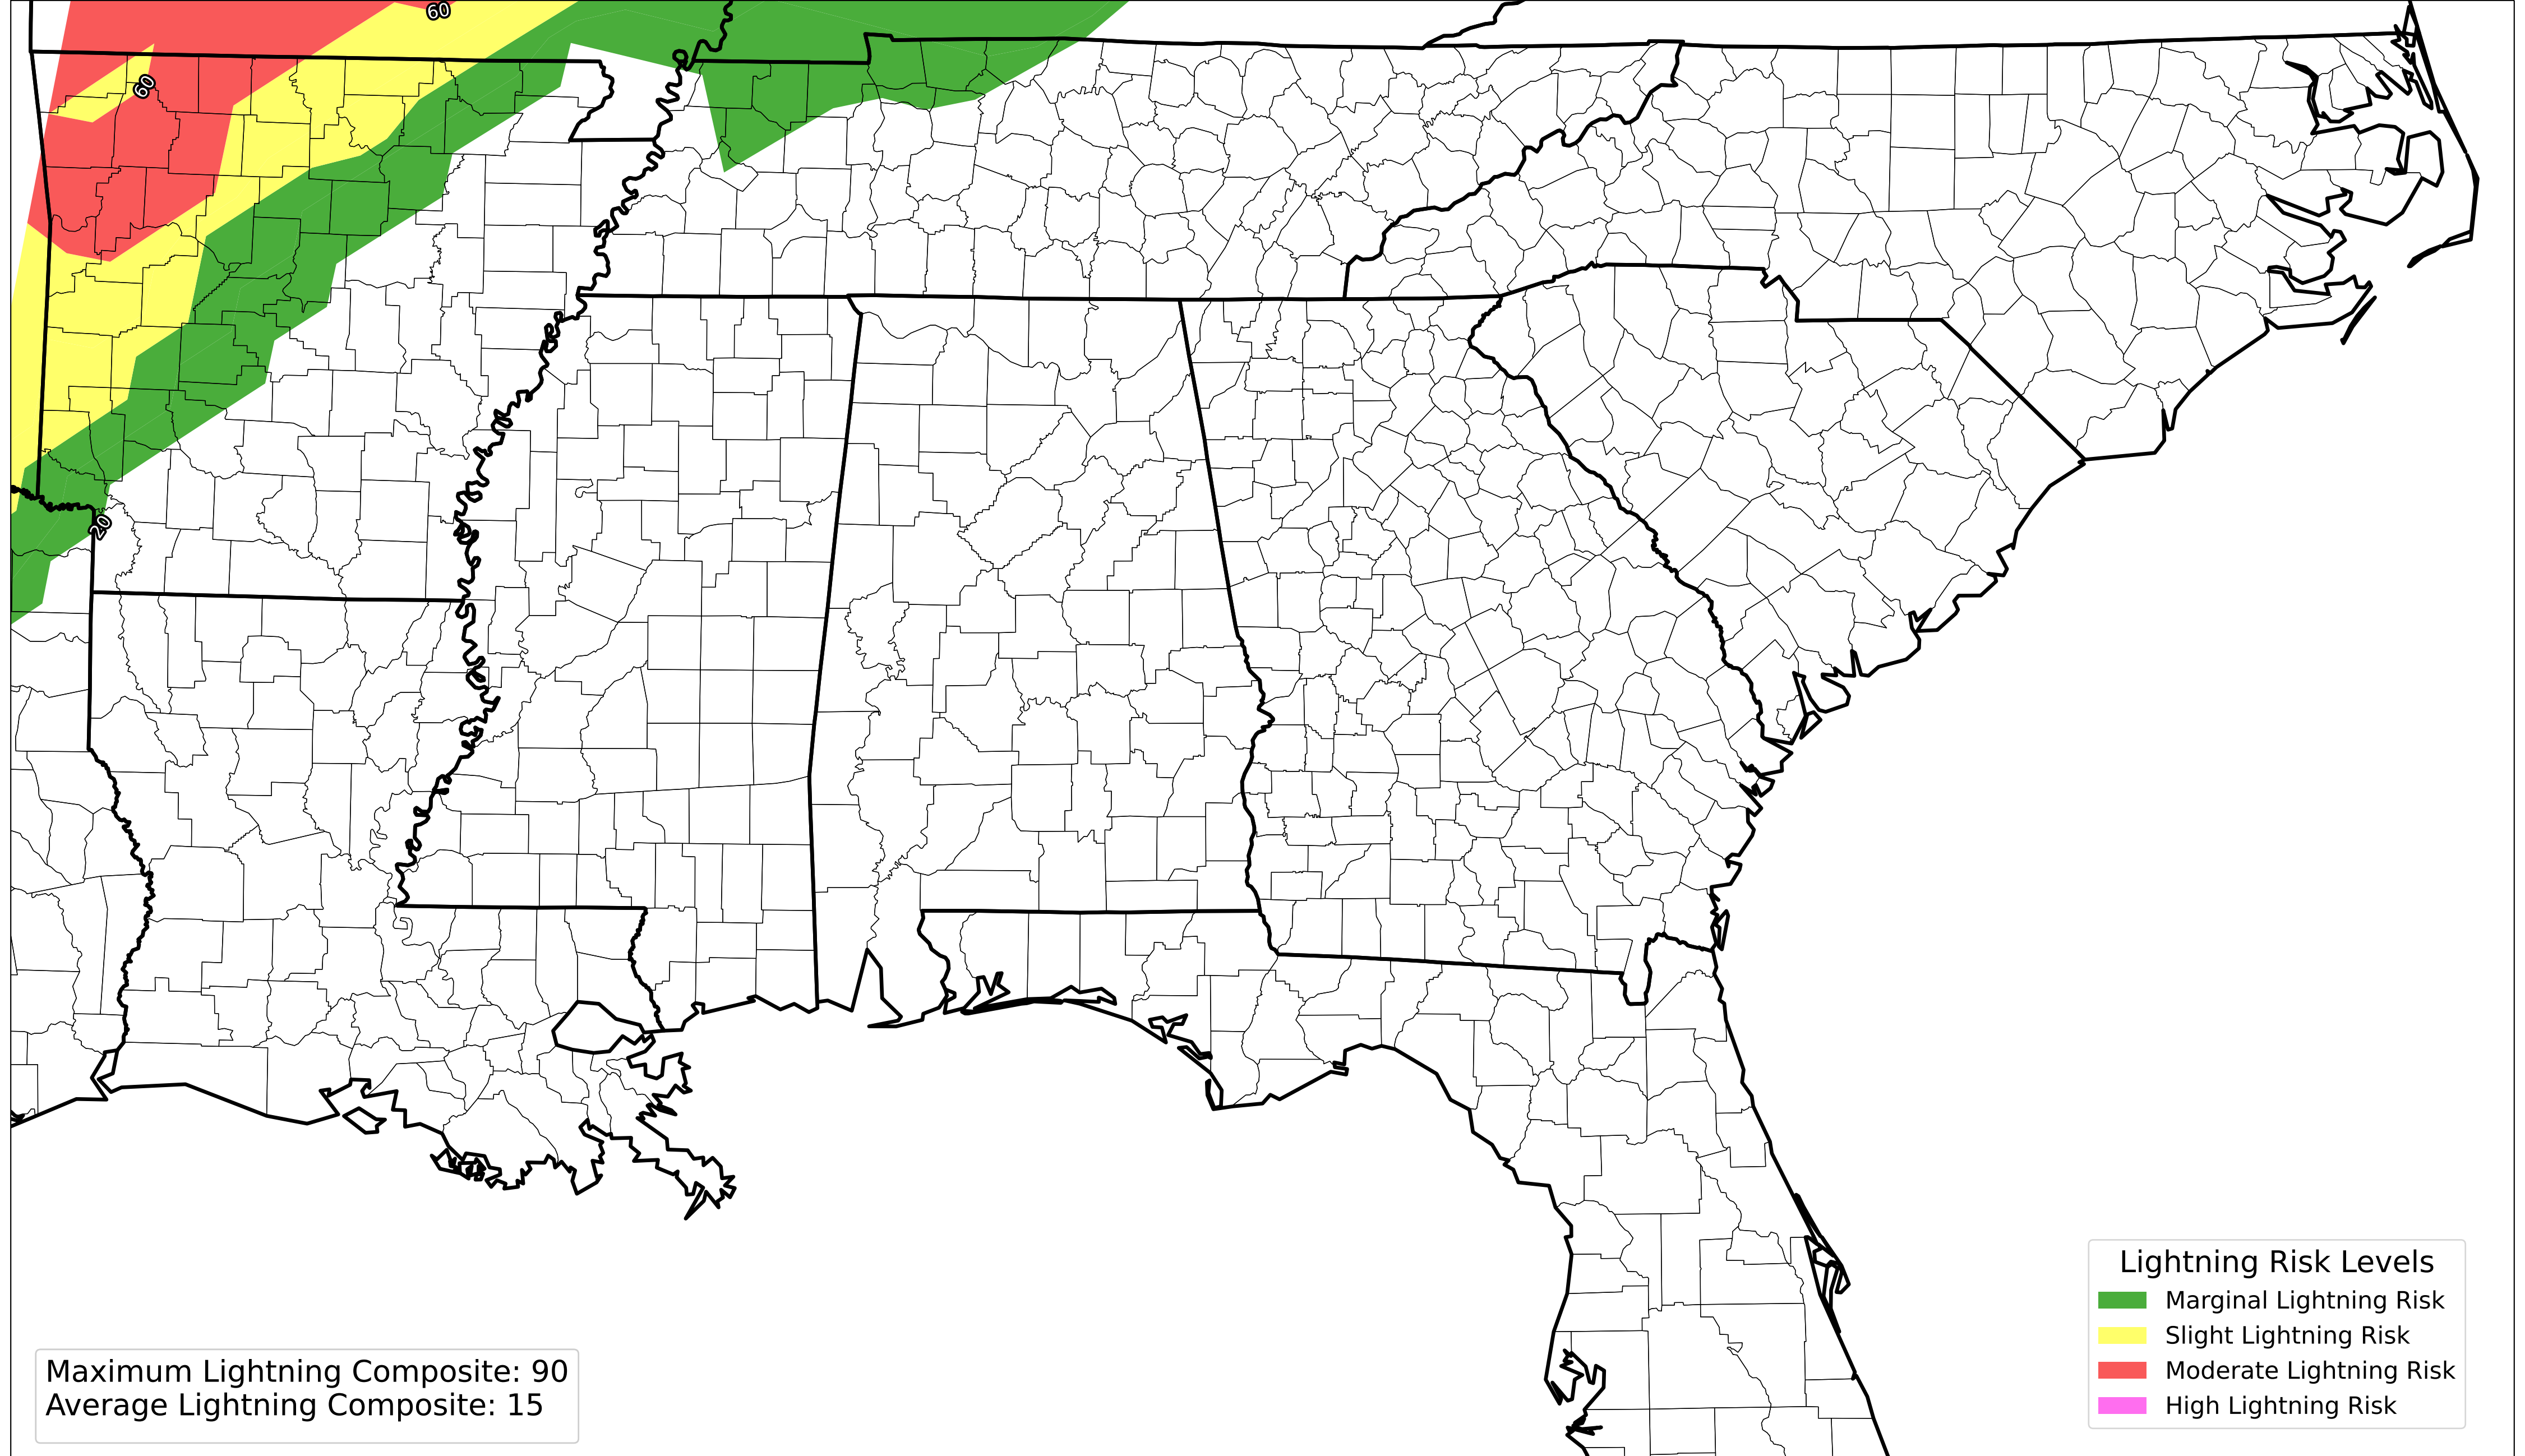 60
60
20
Lightning Risk Levels
Marginal Lightning Risk
Slight Lightning Risk
Moderate Lightning Risk
High Lightning Risk
Maximum Lightning Composite: 90
Average Lightning Composite: 15